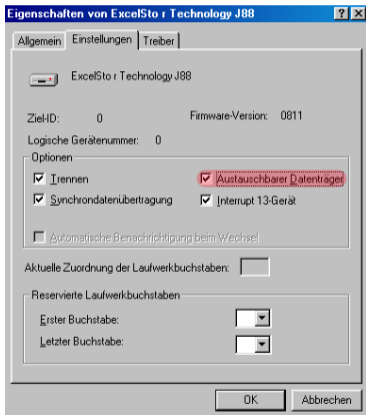 Eigenschaften von ExcelSto r Technology J88
Allgemein Einstellungen Treiber
ExcelSto r Technology J88
Ziel-ID: 0 Firmware-Version: 0811
Logische Gerätenummer: 0
Optionen
Trennen Austauschbarer Datenträger
Synchrondatenübertragung Interrupt 13-Gerät
Automatische Benachrichtigung beim Wechsel
Aktuelle Zuordnung der Laufwerkbuchstaben:
Reservierte Laufwerkbuchstaben
Erster Buchstabe:
Letzter Buchstabe:
OK Abbrechen